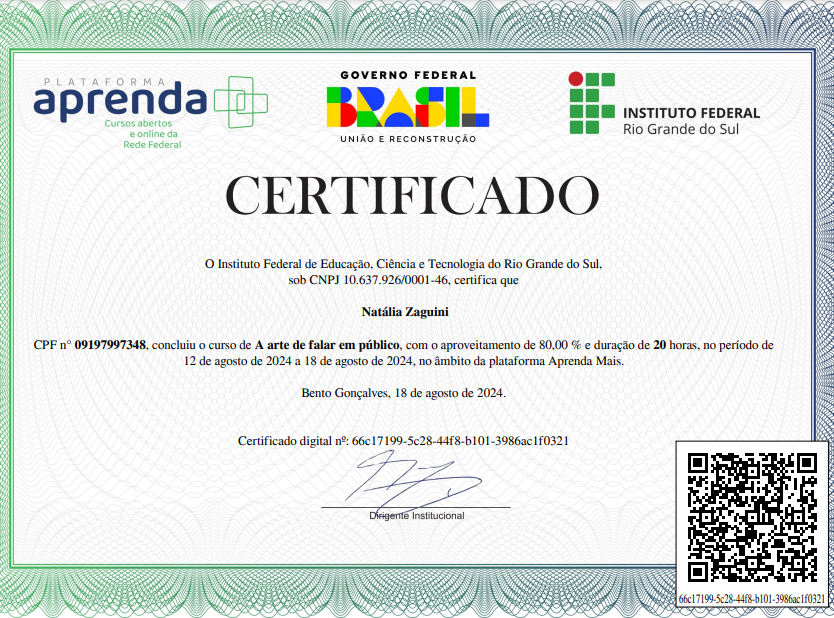 PLATAFORMA
aprenda
Cursos abertos
e online da
Rede Federal
GOVERNO FEDERAL
BRASIL
UNIÃO E RECONSTRUÇÃO
INSTITUTO FEDERAL
Rio Grande do Sul
CERTIFICADO
O Instituto Federal de Educação, Ciência e Tecnologia do Rio Grande do Sul,
sob CNPJ 10.637.926/0001-46, certifica que
Natália Zaguini
CPF n° 09197997348, concluiu o curso de A arte de falar em público, com o aproveitamento de 80,00 % e duração de 20 horas, no período de
12 de agosto de 2024 a 18 de agosto de 2024, no âmbito da plataforma Aprenda Mais.
Bento Gonçalves, 18 de agosto de 2024.
Certificado digital nº: 66c17199-5c28-44f8-b101-3986ac1f0321
Dirigente Institucional
66c17199-5c28-44f8-b101-3986ac1f0321